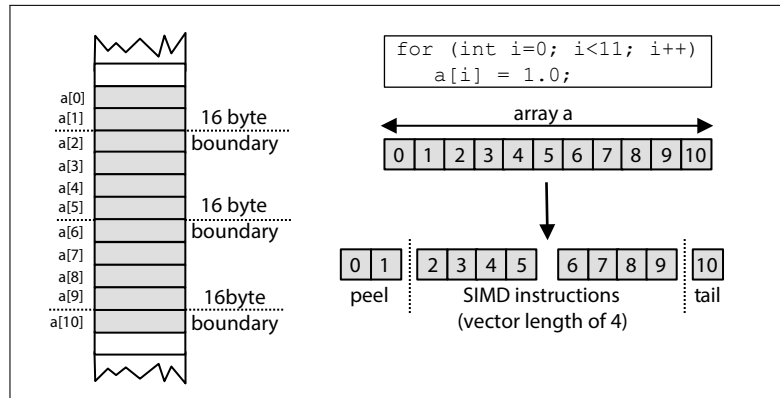 a[0]
a[1]
16 byte
boundary
a[2]
a[3]
a[4]
a[5]
16 byte
boundary
a[6]
a[7]
a[8]
a[9]
16byte
boundary
a[10]
for (int i=0; i<11; i++)
a[i] = 1.0;
array a
0 1 2 3 4 5 6 7 8 9 10
0 1 2 3 4 5 6 7 8 9 10
peel SIMD instructions tail
(vector length of 4)